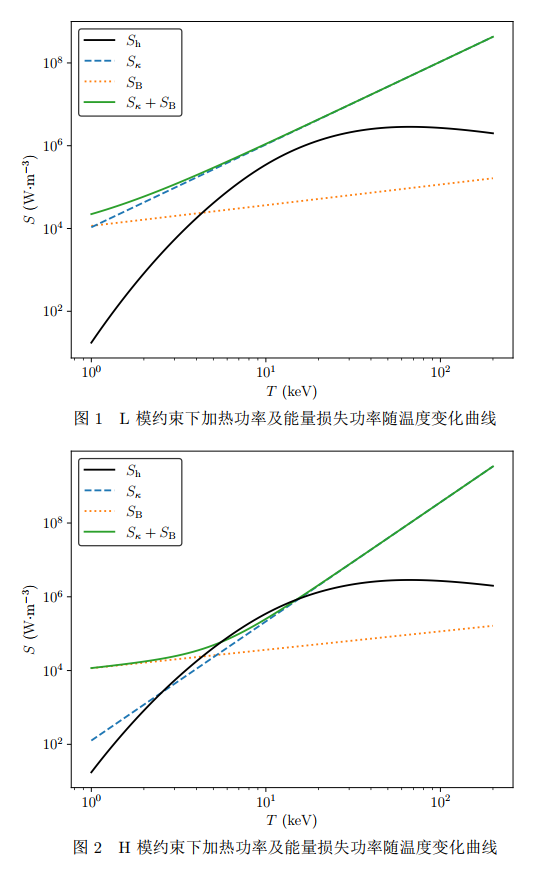 S_h
S_κ
S_B
S_κ + S_B
10^8
10^6
10^4
10^2
S (W·m^−3)
10^0 10^1 10^2
T (keV)
图 1 L 模约束下加热功率及能量损失功率随温度变化曲线
S_h
S_κ
S_B
S_κ + S_B
10^8
10^6
10^4
10^2
S (W·m^−3)
10^0 10^1 10^2
T (keV)
图 2 H 模约束下加热功率及能量损失功率随温度变化曲线